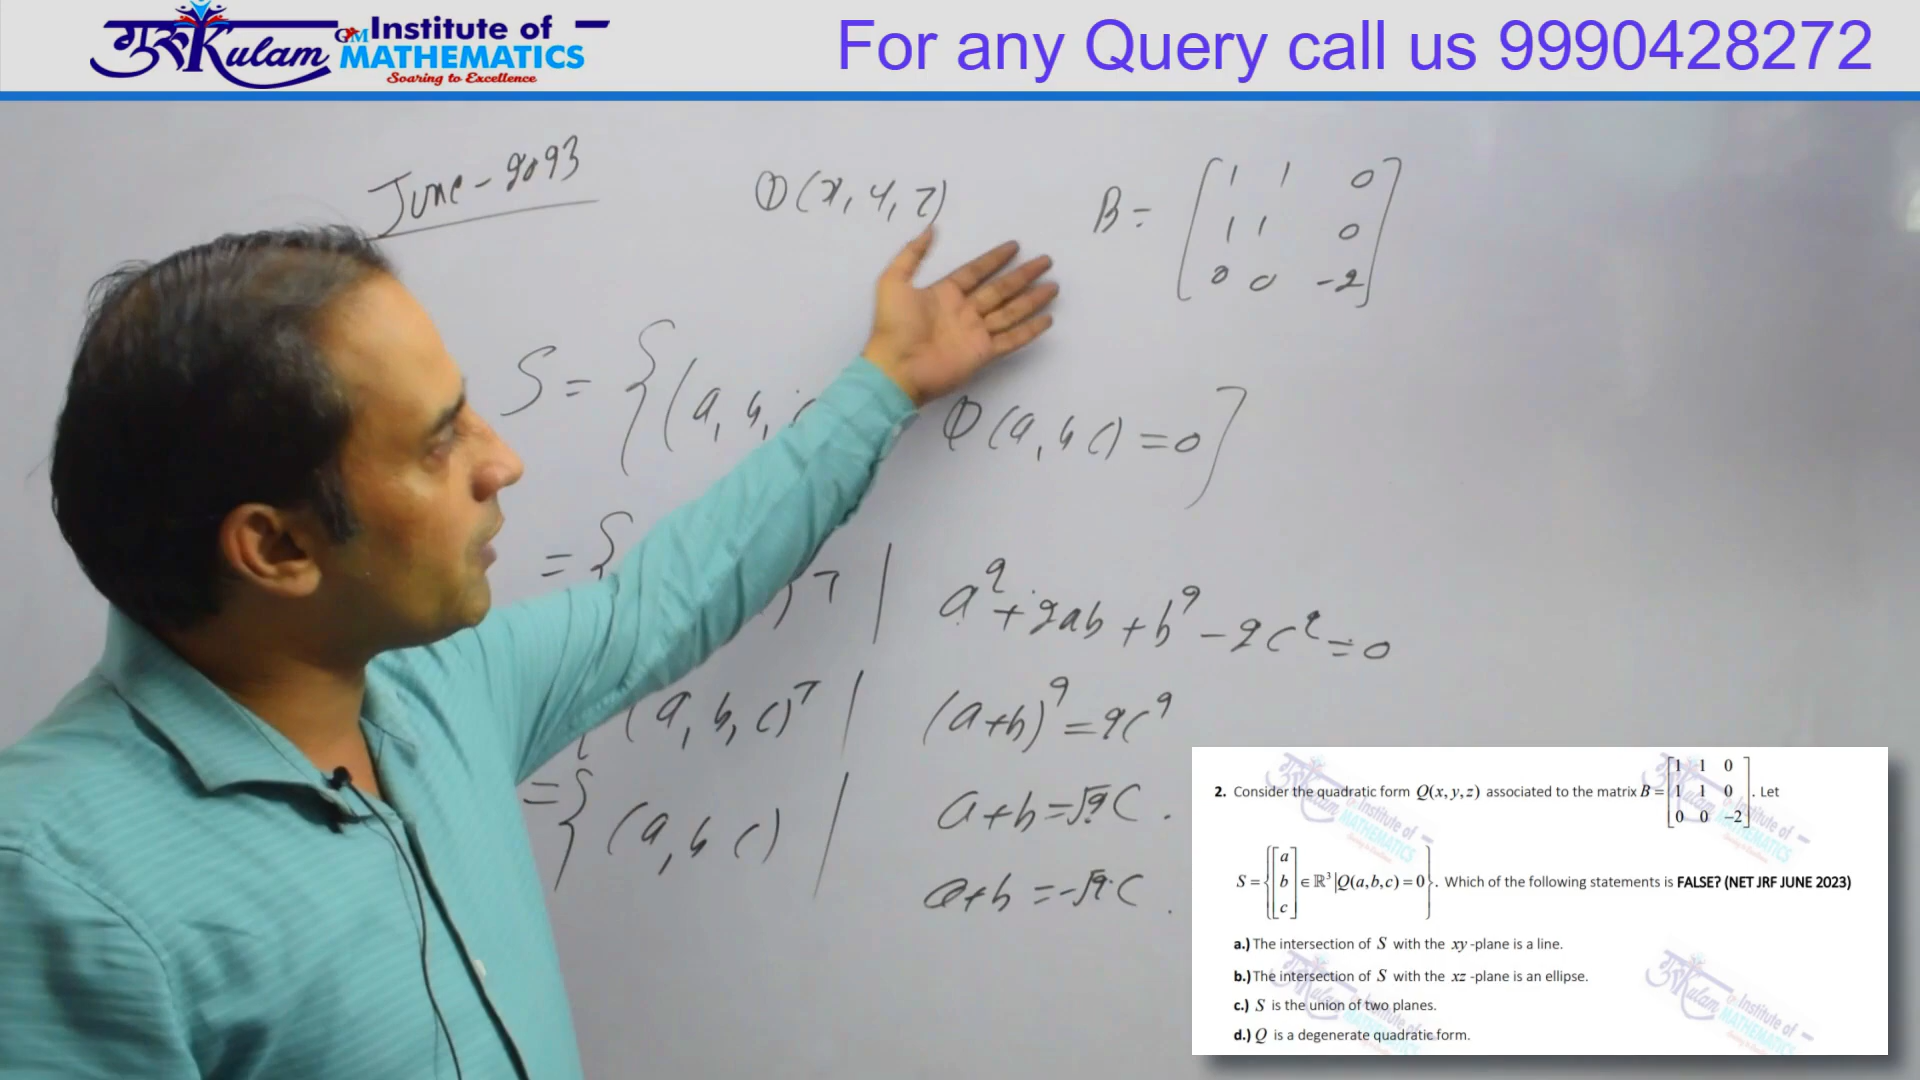 गुरुKulam GM Institute of MATHEMATICS
Soaring to Excellence
For any Query call us 9990428272
June-2023
Q(x, y, z)
B = [1 1 0
1 1 0
0 0 -2]
S = {(a, b, c Q(a, b c) = 0}
= { )T | a² + 2ab + b² - 2c² = 0
{ (a, b, c)T | (a+b)² = 2c²
= { (a, b c) | a+b = √2 C .
a+b = -√2 C .
2. Consider the quadratic form Q(x, y, z) associated to the matrix B = [1 1 0
1 1 0
0 0 −2]. Let
S = {[a b c] ∈ ℝ³ | Q(a,b,c) = 0}. Which of the following statements is FALSE? (NET JRF JUNE 2023)
a.) The intersection of S with the xy -plane is a line.
b.) The intersection of S with the xz -plane is an ellipse.
c.) S is the union of two planes.
d.) Q is a degenerate quadratic form.